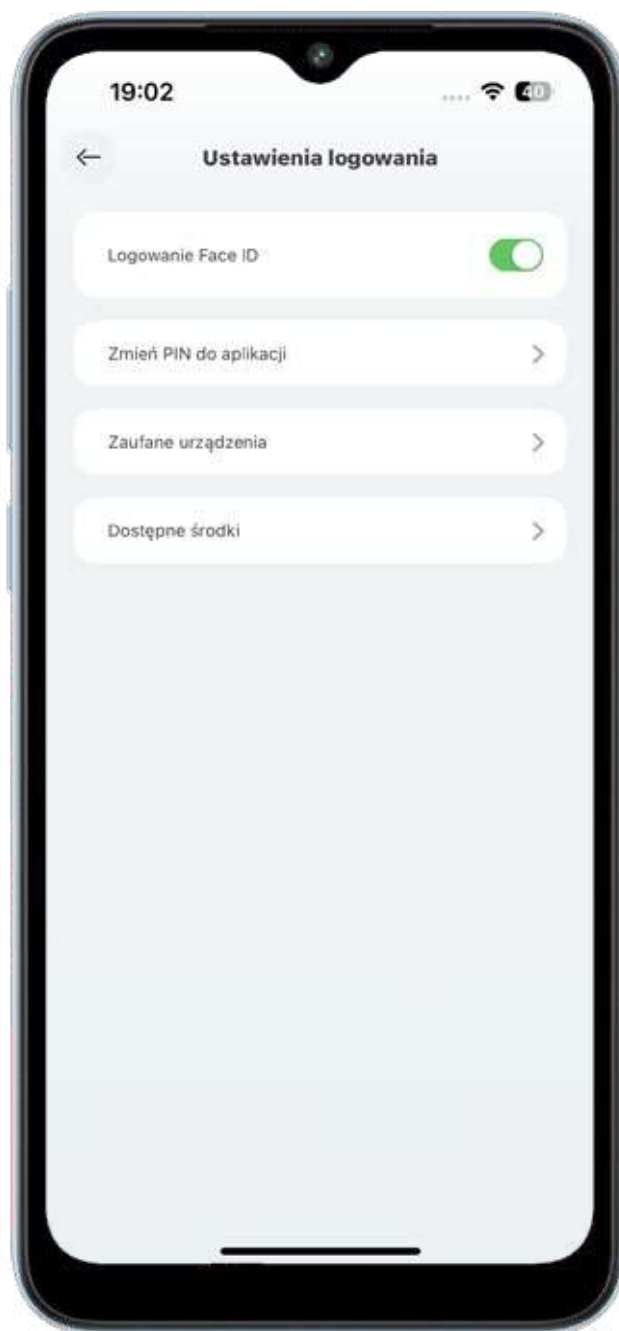 19:02
40
Ustawienia logowania
Logowanie Face ID
Zmień PIN do aplikacji
Zaufane urządzenia
Dostępne środki